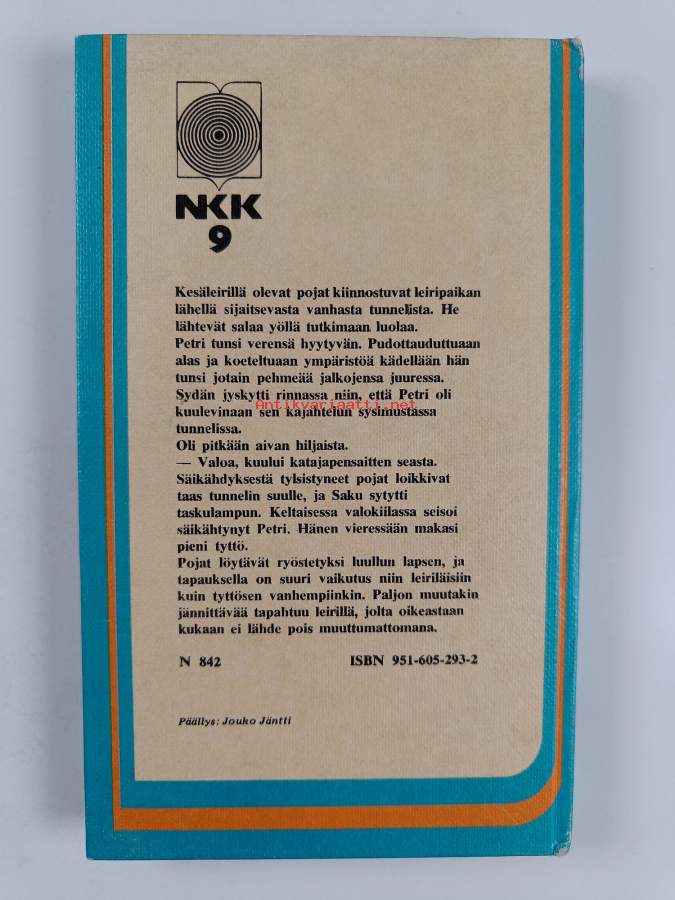 NKK
9
Kesäleirillä olevat pojat kiinnostuvat leiripaikan
lähellä sijaitsevasta vanhasta tunnelista. He
lähtevät salaa yöllä tutkimaan luolaa.
Petri tunsi verensä hyytyvän. Pudottauduttuaan
alas ja koeteltuaan ympäristöä kädellään hän
tunsi jotain pehmeää jalkojensa juuressa.
Sydän jyskytti rinnassa niin, että Petri oli
Antikvariaatti.net
kuulevinaan sen kajahtelun sysimustassa
tunnelissa.
Oli pitkään aivan hiljaista.
— Valoa, kuului katajapensaitten seasta.
Säikähdyksestä tylsistyneet pojat loikkivat
taas tunnelin suulle, ja Saku sytytti
taskulampun. Keltaisessa valokiilassa seisoi
säikähtynyt Petri. Hänen vieressään makasi
pieni tyttö.
Pojat löytävät ryöstetyksi luullun lapsen, ja
tapauksella on suuri vaikutus niin leiriläisiin
kuin tyttösen vanhempiinkin. Paljon muutakin
jännittävää tapahtuu leirillä, jolta oikeastaan
kukaan ei lähde pois muuttumattomana.
N 842 ISBN 951-605-293-2
Päällys: Jouko Jäntti